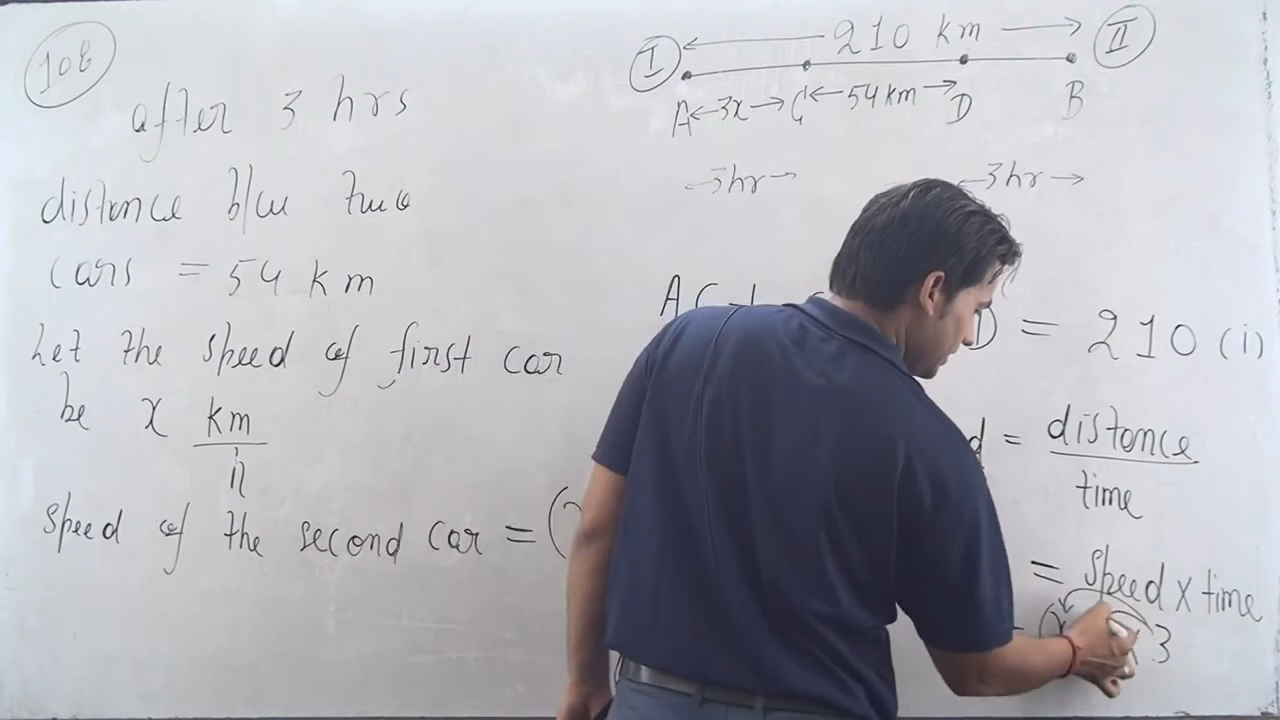 108
after 3 hrs
distance b/w two
cars = 54 km
Let the speed of first car
be x km
h
speed of the second car = (
I 210 km II
A 3x C 54 km D B
3hr 3hr
AC + D = 210 (i)
d = distance
time
= speed x time
3